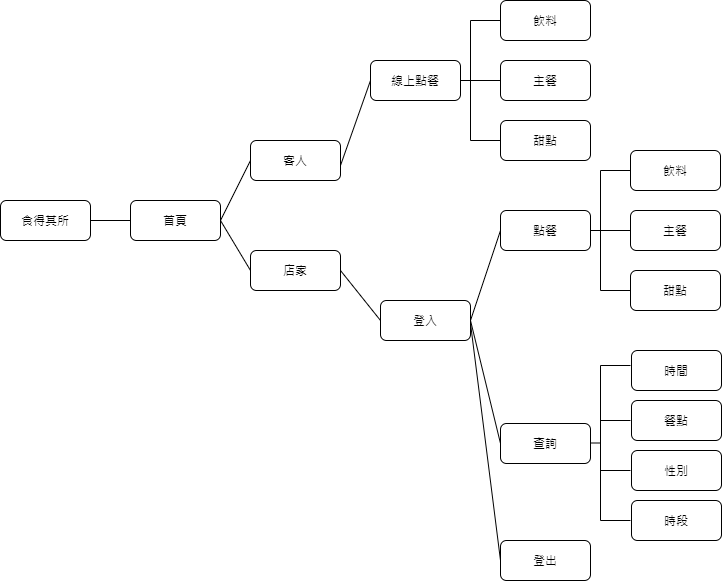 食得其所
首頁
客人
線上點餐
飲料
主餐
甜點
店家
登入
點餐
飲料
主餐
甜點
查詢
時間
餐點
性別
時段
登出